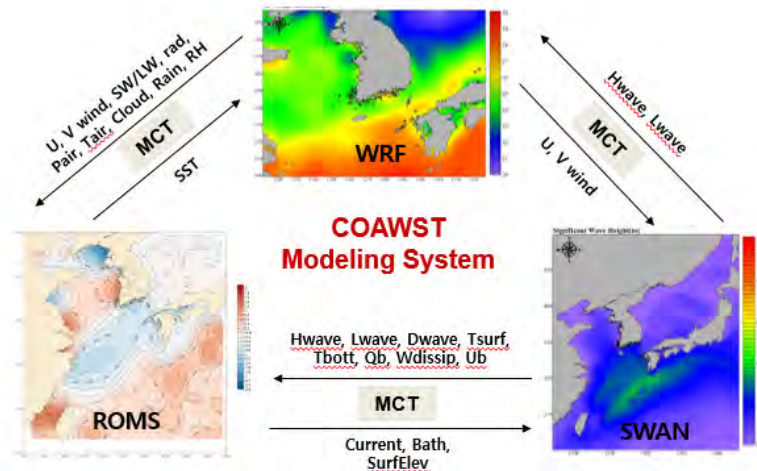 U, V wind, SW/LW, rad,
Pair, Tair, Cloud, Rain, RH
MCT
SST
WRF
Hwave, Lwave
MCT
U, V wind
COAWST
Modeling System
Significant Wave Height(m)
Hwave, Lwave, Dwave, Tsurf,
Tbott, Qb, Wdissip, Ub
MCT
ROMS
SWAN
Current, Bath,
SurfElev